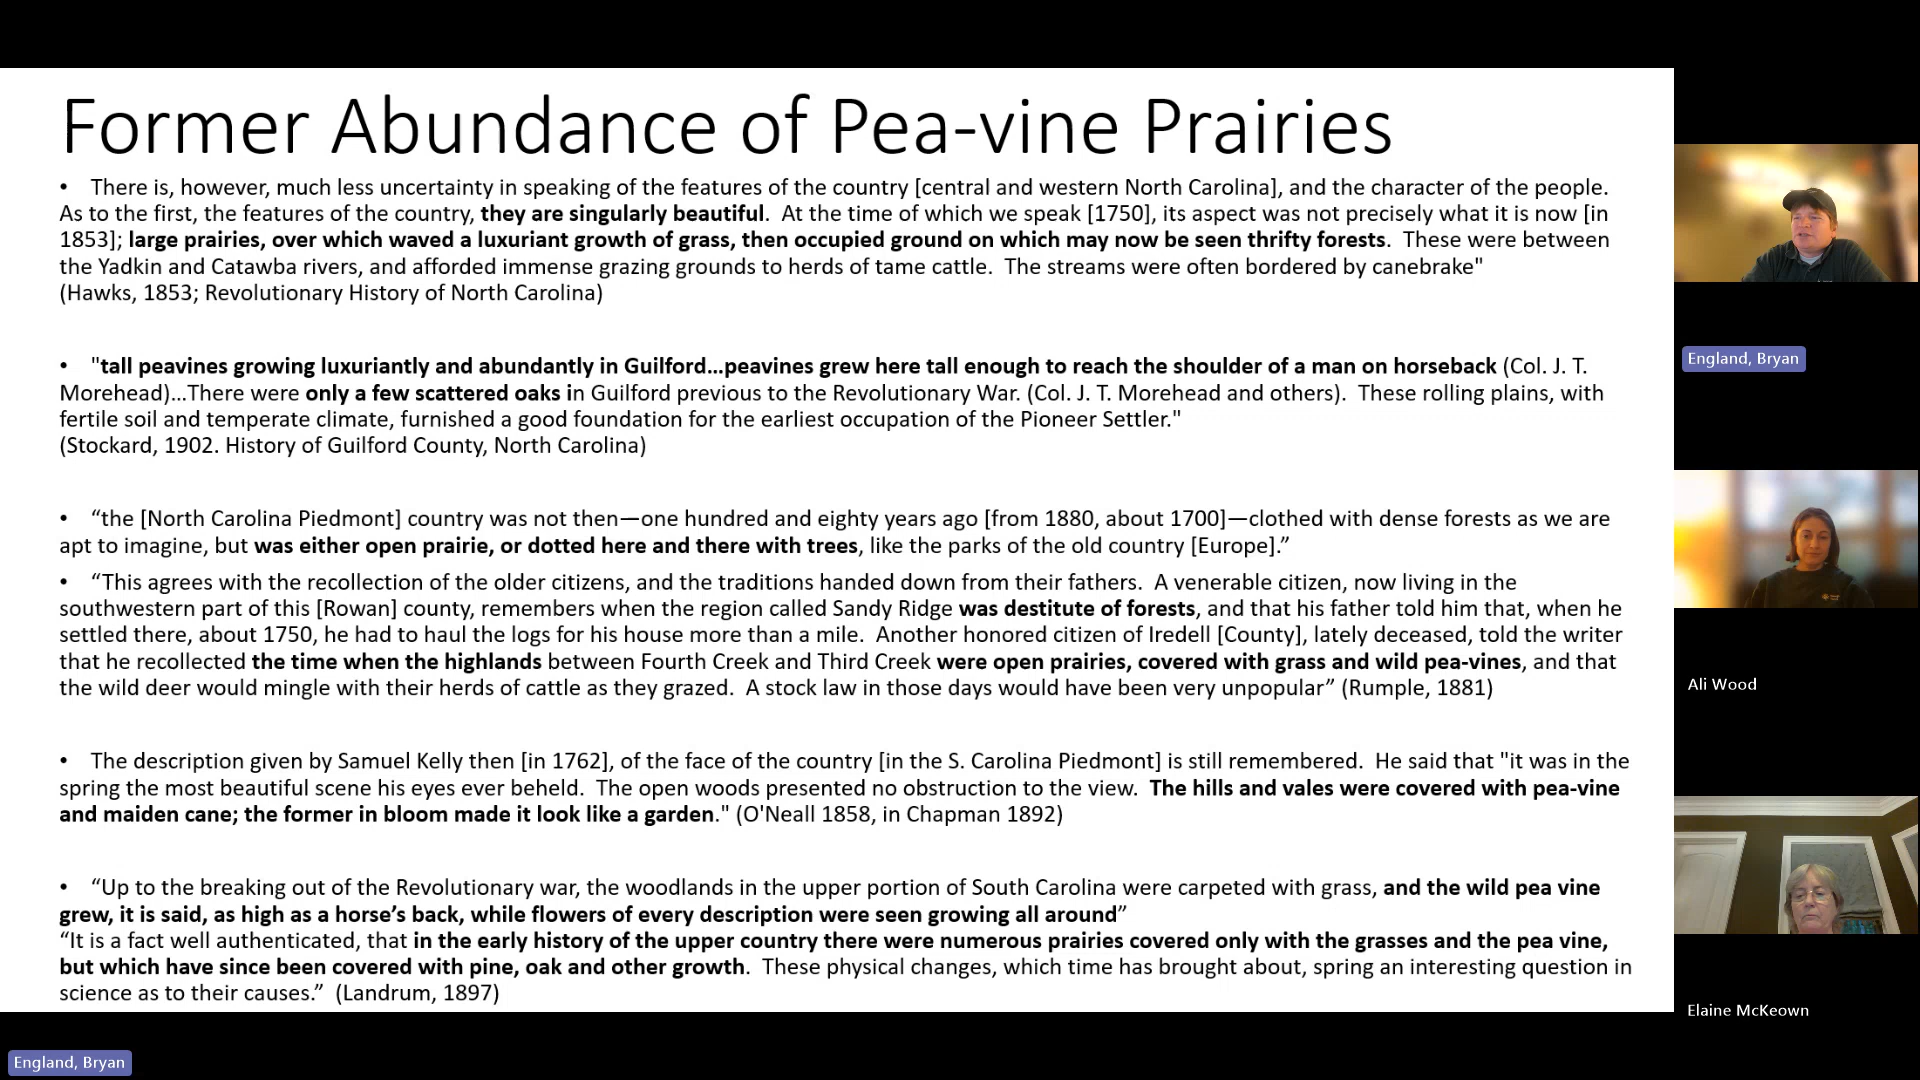 Former Abundance of Pea-vine Prairies
• There is, however, much less uncertainty in speaking of the features of the country [central and western North Carolina], and the character of the people.
As to the first, the features of the country, they are singularly beautiful. At the time of which we speak [1750], its aspect was not precisely what it is now [in
1853]; large prairies, over which waved a luxuriant growth of grass, then occupied ground on which may now be seen thrifty forests. These were between
the Yadkin and Catawba rivers, and afforded immense grazing grounds to herds of tame cattle. The streams were often bordered by canebrake"
(Hawks, 1853; Revolutionary History of North Carolina)
• "tall peavines growing luxuriantly and abundantly in Guilford…peavines grew here tall enough to reach the shoulder of a man on horseback (Col. J. T.
Morehead)…There were only a few scattered oaks in Guilford previous to the Revolutionary War. (Col. J. T. Morehead and others). These rolling plains, with
fertile soil and temperate climate, furnished a good foundation for the earliest occupation of the Pioneer Settler."
(Stockard, 1902. History of Guilford County, North Carolina)
• “the [North Carolina Piedmont] country was not then—one hundred and eighty years ago [from 1880, about 1700]—clothed with dense forests as we are
apt to imagine, but was either open prairie, or dotted here and there with trees, like the parks of the old country [Europe].”
• “This agrees with the recollection of the older citizens, and the traditions handed down from their fathers. A venerable citizen, now living in the
southwestern part of this [Rowan] county, remembers when the region called Sandy Ridge was destitute of forests, and that his father told him that, when he
settled there, about 1750, he had to haul the logs for his house more than a mile. Another honored citizen of Iredell [County], lately deceased, told the writer
that he recollected the time when the highlands between Fourth Creek and Third Creek were open prairies, covered with grass and wild pea-vines, and that
the wild deer would mingle with their herds of cattle as they grazed. A stock law in those days would have been very unpopular” (Rumple, 1881)
• The description given by Samuel Kelly then [in 1762], of the face of the country [in the S. Carolina Piedmont] is still remembered. He said that "it was in the
spring the most beautiful scene his eyes ever beheld. The open woods presented no obstruction to the view. The hills and vales were covered with pea-vine
and maiden cane; the former in bloom made it look like a garden." (O'Neall 1858, in Chapman 1892)
• “Up to the breaking out of the Revolutionary war, the woodlands in the upper portion of South Carolina were carpeted with grass, and the wild pea vine
grew, it is said, as high as a horse’s back, while flowers of every description were seen growing all around”
“It is a fact well authenticated, that in the early history of the upper country there were numerous prairies covered only with the grasses and the pea vine,
but which have since been covered with pine, oak and other growth. These physical changes, which time has brought about, spring an interesting question in
science as to their causes.” (Landrum, 1897)
England, Bryan
Ali Wood
Elaine McKeown
England, Bryan